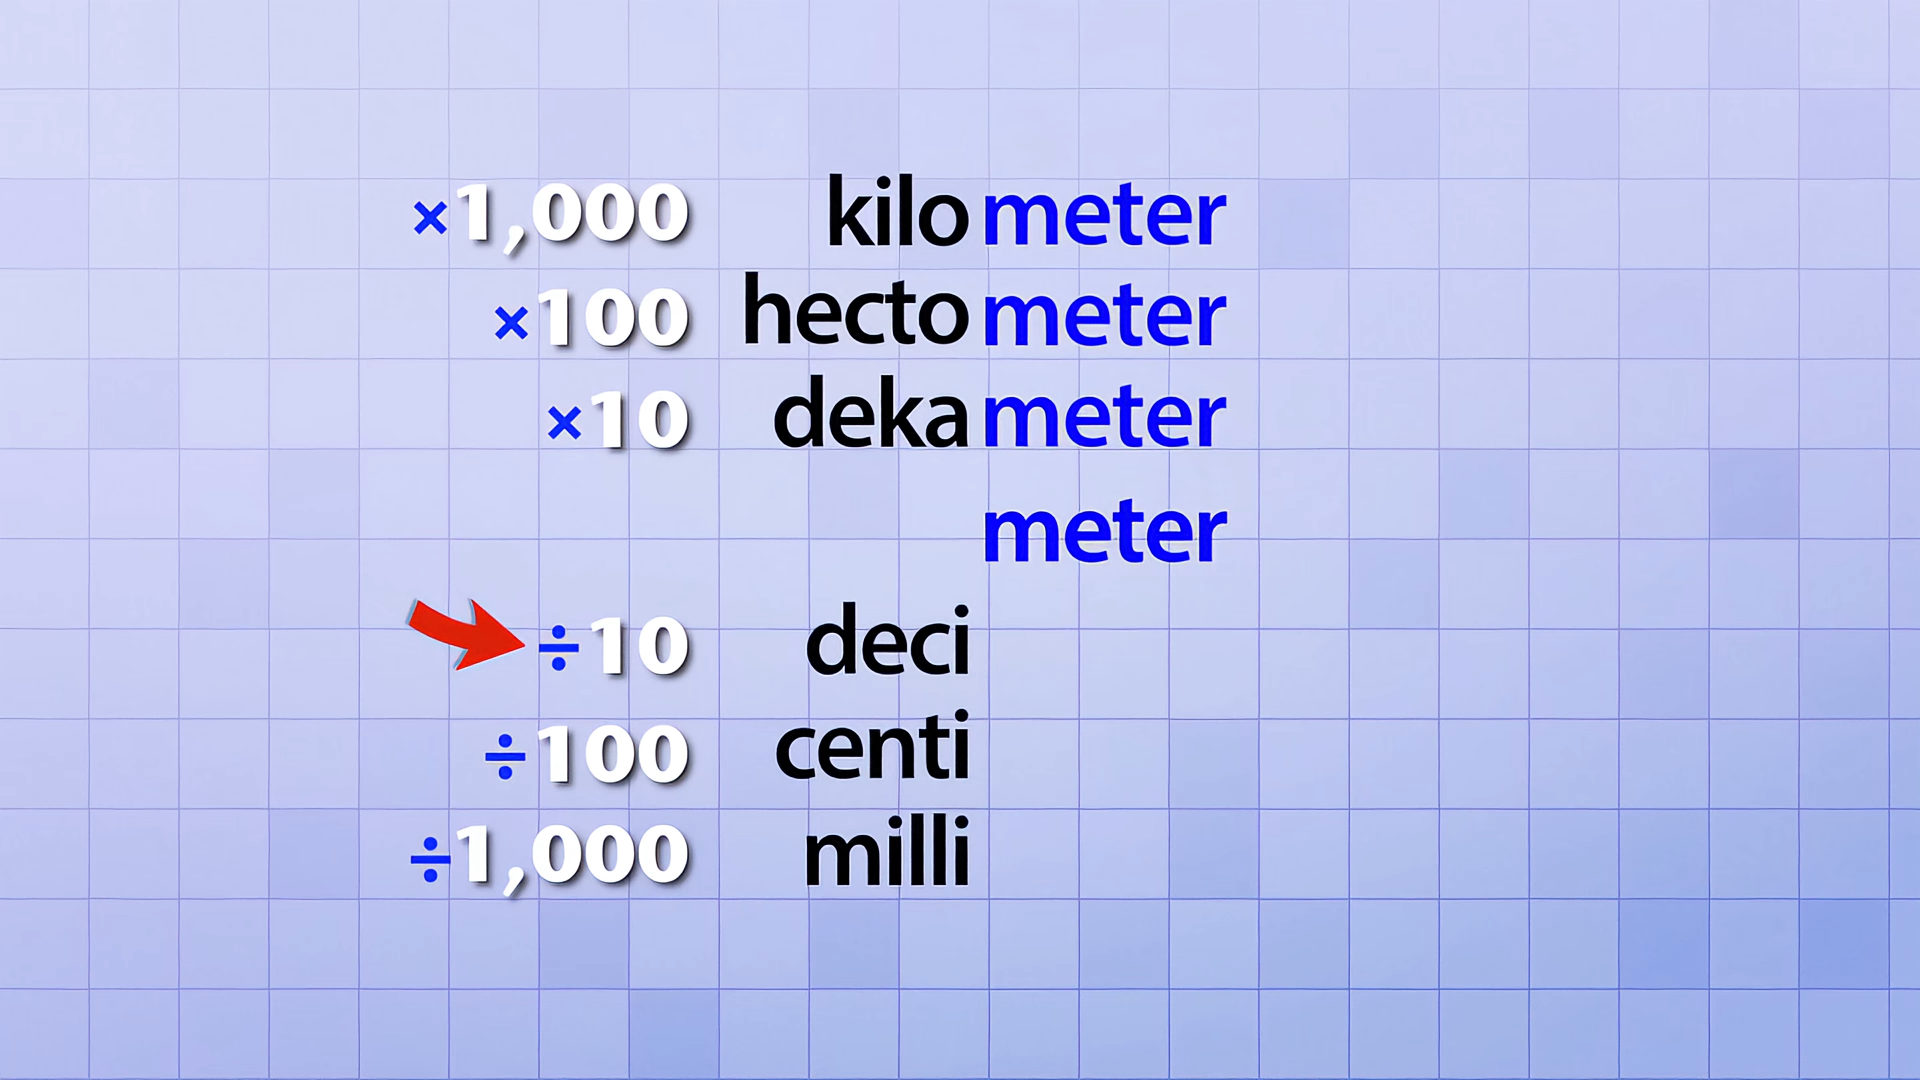 ×1,000 kilometer
×100 hectometer
×10 dekameter
meter
÷10 deci
÷100 centi
÷1,000 milli